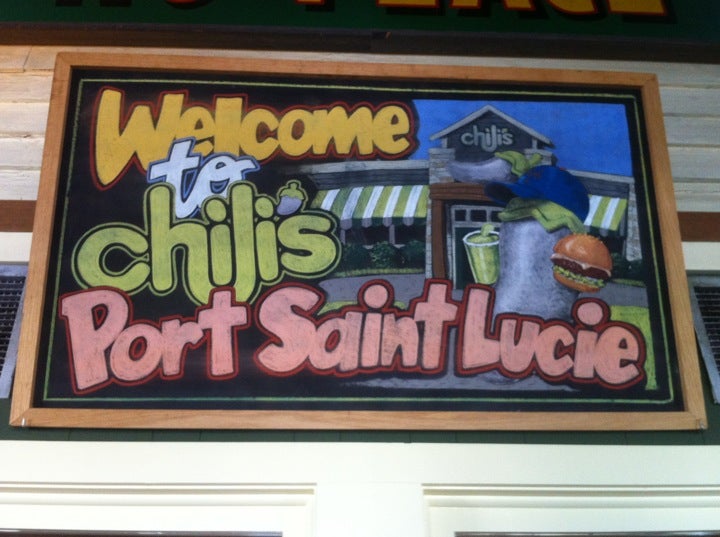 Welcome
to
chili's
Port Saint Lucie
chili's